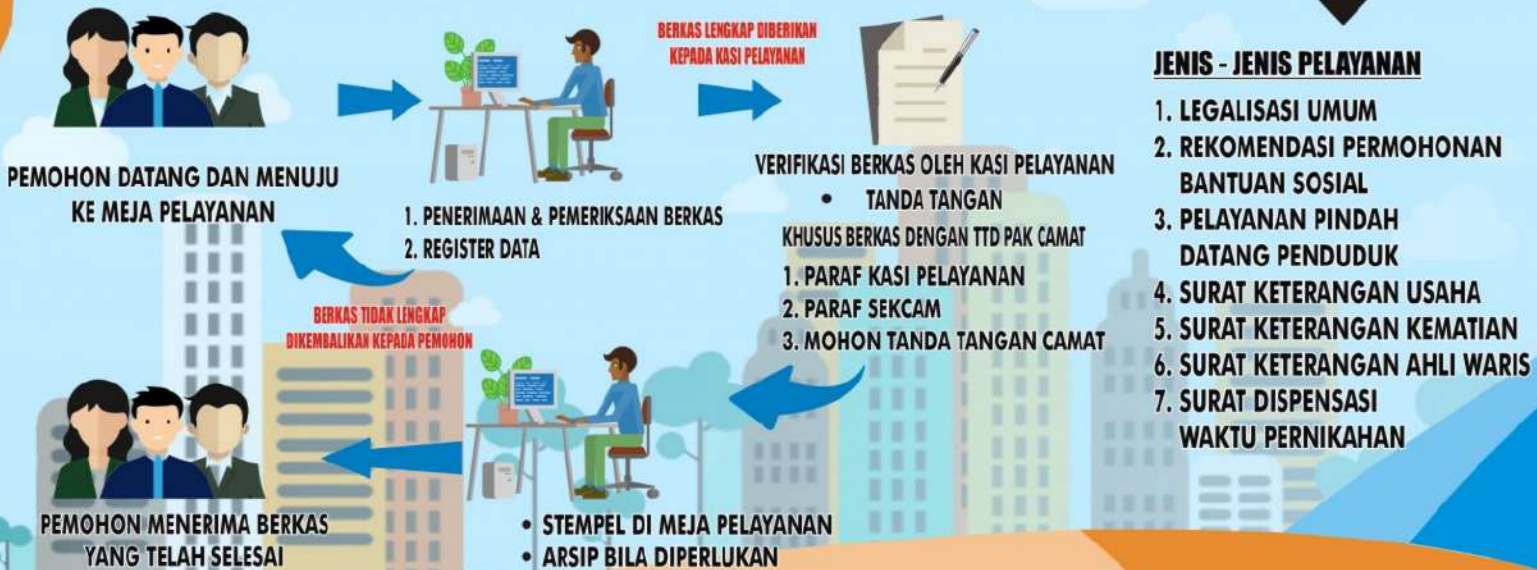 PEMOHON DATANG DAN MENUJU
KE MEJA PELAYANAN
1. PENERIMAAN & PEMERIKSAAN BERKAS
2. REGISTER DATA
BERKAS LENGKAP DIBERIKAN
KEPADA KASI PELAYANAN
VERIFIKASI BERKAS OLEH KASI PELAYANAN
• TANDA TANGAN
KHUSUS BERKAS DENGAN TTD PAK CAMAT
1. PARAF KASI PELAYANAN
2. PARAF SEKCAM
3. MOHON TANDA TANGAN CAMAT
BERKAS TIDAK LENGKAP
DIKEMBALIKAN KEPADA PEMOHON
• STEMPEL DI MEJA PELAYANAN
• ARSIP BILA DIPERLUKAN
PEMOHON MENERIMA BERKAS
YANG TELAH SELESAI
JENIS - JENIS PELAYANAN
1. LEGALISASI UMUM
2. REKOMENDASI PERMOHONAN
BANTUAN SOSIAL
3. PELAYANAN PINDAH
DATANG PENDUDUK
4. SURAT KETERANGAN USAHA
5. SURAT KETERANGAN KEMATIAN
6. SURAT KETERANGAN AHLI WARIS
7. SURAT DISPENSASI
WAKTU PERNIKAHAN